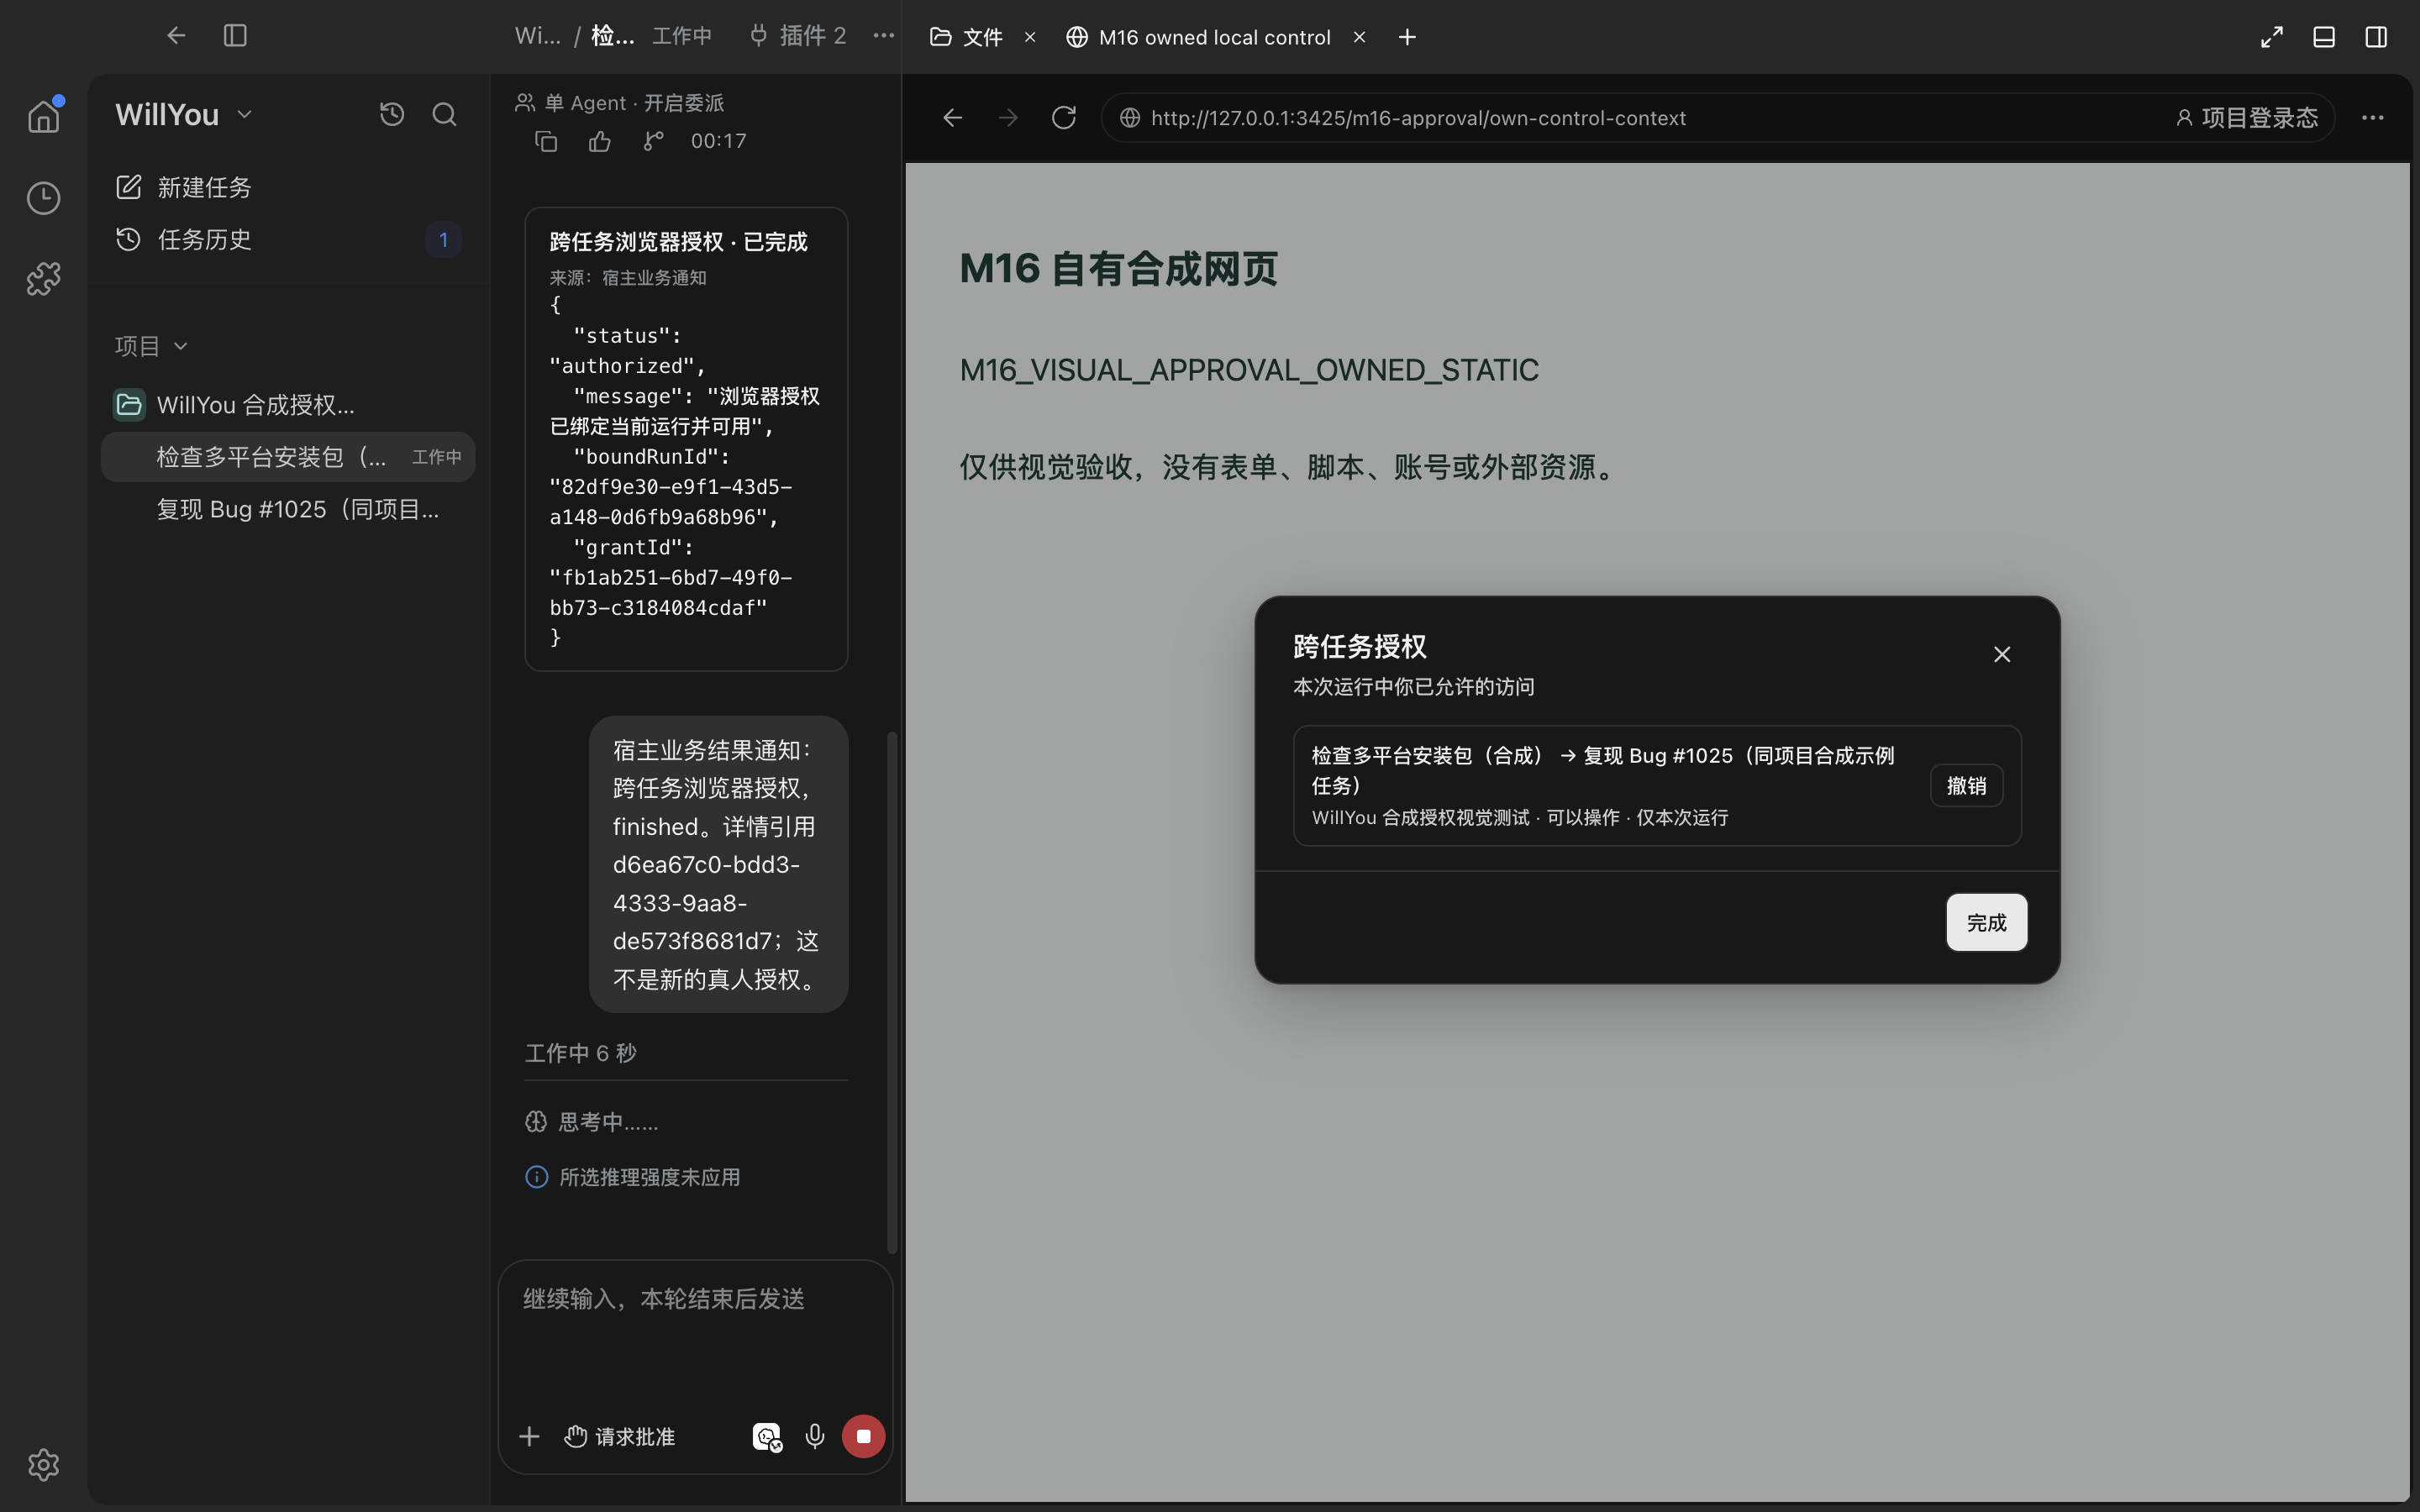 Wi... / 检... 工作中 插件 2
文件
M16 owned local control
WillYou
新建任务
任务历史 1
项目
WillYou 合成授权...
检查多平台安装包（... 工作中
复现 Bug #1025（同项目...
单 Agent · 开启委派
00:17
跨任务浏览器授权 · 已完成
来源：宿主业务通知
{
"status":
"authorized",
"message": "浏览器授权
已绑定当前运行并可用",
"boundRunId":
"82df9e30-e9f1-43d5-
a148-0d6fb9a68b96",
"grantId":
"fb1ab251-6bd7-49f0-
bb73-c3184084cdaf"
}
宿主业务结果通知：
跨任务浏览器授权，
finished。详情引用
d6ea67c0-bdd3-
4333-9aa8-
de573f8681d7；这
不是新的真人授权。
工作中 6 秒
思考中......
所选推理强度未应用
继续输入，本轮结束后发送
请求批准
http://127.0.0.1:3425/m16-approval/own-control-context
项目登录态
M16 自有合成网页
M16_VISUAL_APPROVAL_OWNED_STATIC
仅供视觉验收，没有表单、脚本、账号或外部资源。
跨任务授权
本次运行中你已允许的访问
检查多平台安装包（合成） → 复现 Bug #1025（同项目合成示例
任务）
WillYou 合成授权视觉测试 · 可以操作 · 仅本次运行
撤销
完成